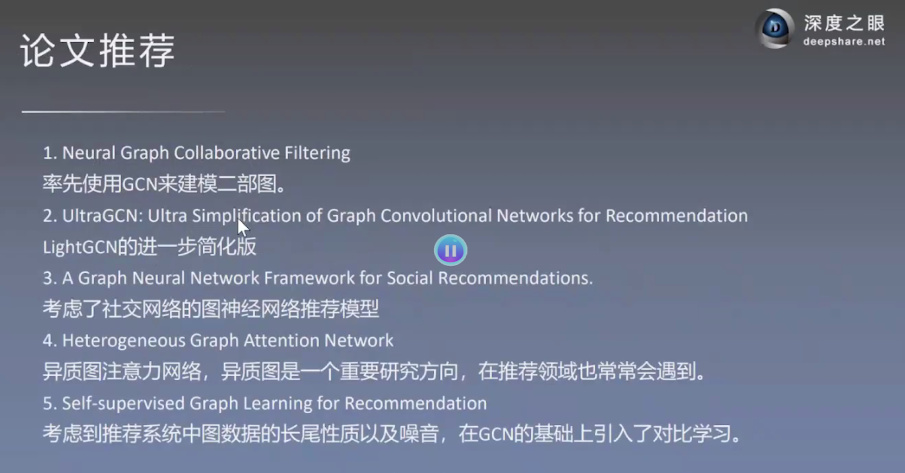 深度之眼
deepshare.net
论文推荐
1. Neural Graph Collaborative Filtering
率先使用GCN来建模二部图。
2. UltraGCN: Ultra Simplification of Graph Convolutional Networks for Recommendation
LightGCN的进一步简化版
3. A Graph Neural Network Framework for Social Recommendations.
考虑了社交网络的图神经网络推荐模型
4. Heterogeneous Graph Attention Network
异质图注意力网络，异质图是一个重要研究方向，在推荐领域也常常会遇到。
5. Self-supervised Graph Learning for Recommendation
考虑到推荐系统中图数据的长尾性质以及噪音，在GCN的基础上引入了对比学习。